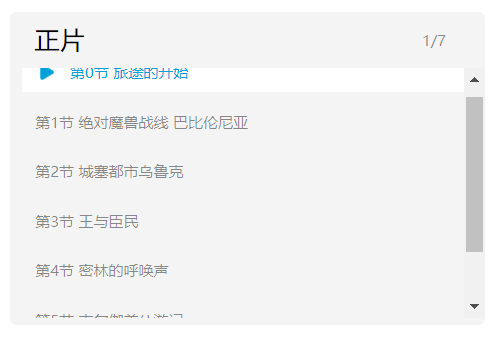 正片
1/7
第0节 旅途的开始
第1节 绝对魔兽战线 巴比伦尼亚
第2节 城塞都市乌鲁克
第3节 王与臣民
第4节 密林的呼唤声